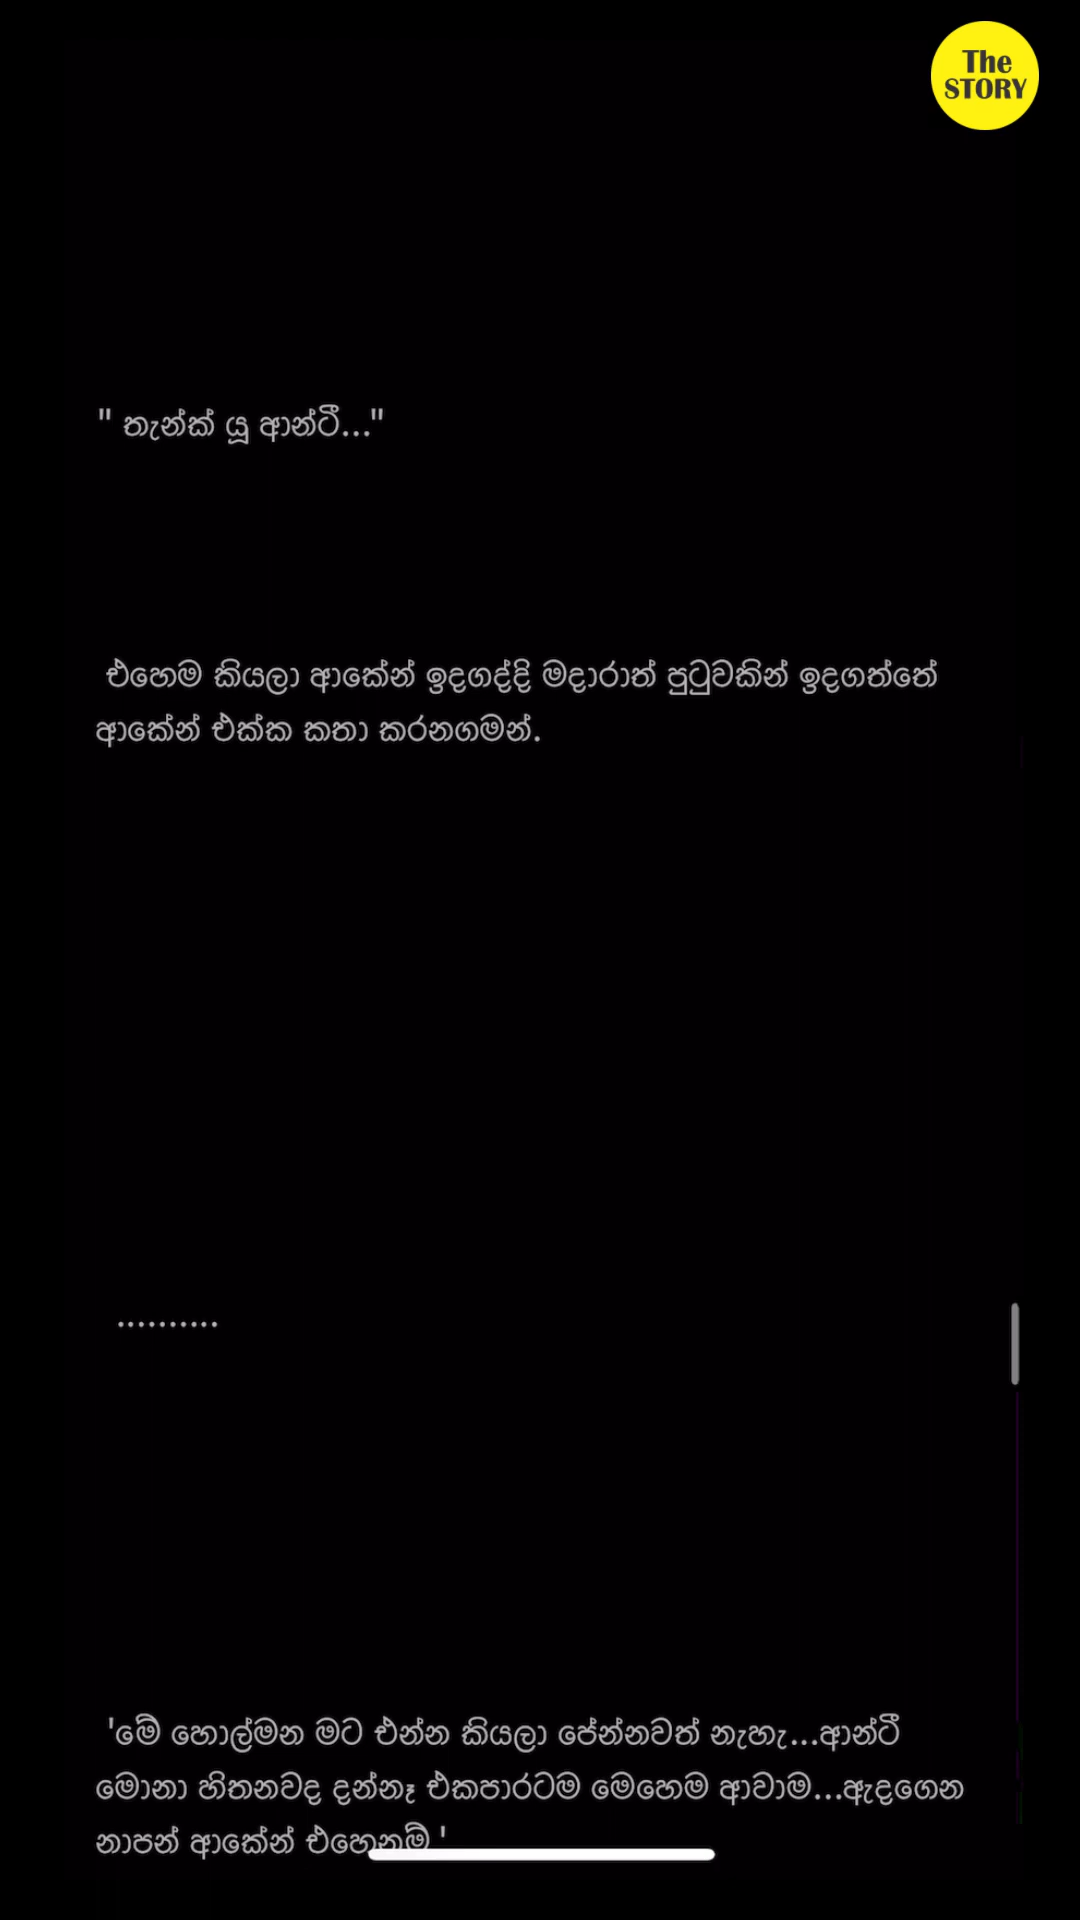 The
STORY
" තැන්ක් යූ ආන්ටී..."
එහෙම කියලා ආකේන් ඉදගද්දි මදාරාත් පුටුවකින් ඉදගත්තේ
ආකේන් එක්ක කතා කරනගමන්.
..........
'මේ හොල්මන මට එන්න කියලා පේන්නවත් නැහැ...ආන්ටී
මොනා හිතනවද දන්නෑ එකපාරටම මෙහෙම ආවාම...ඇදගෙන
නාපන් ආකේන් එහෙනම් '